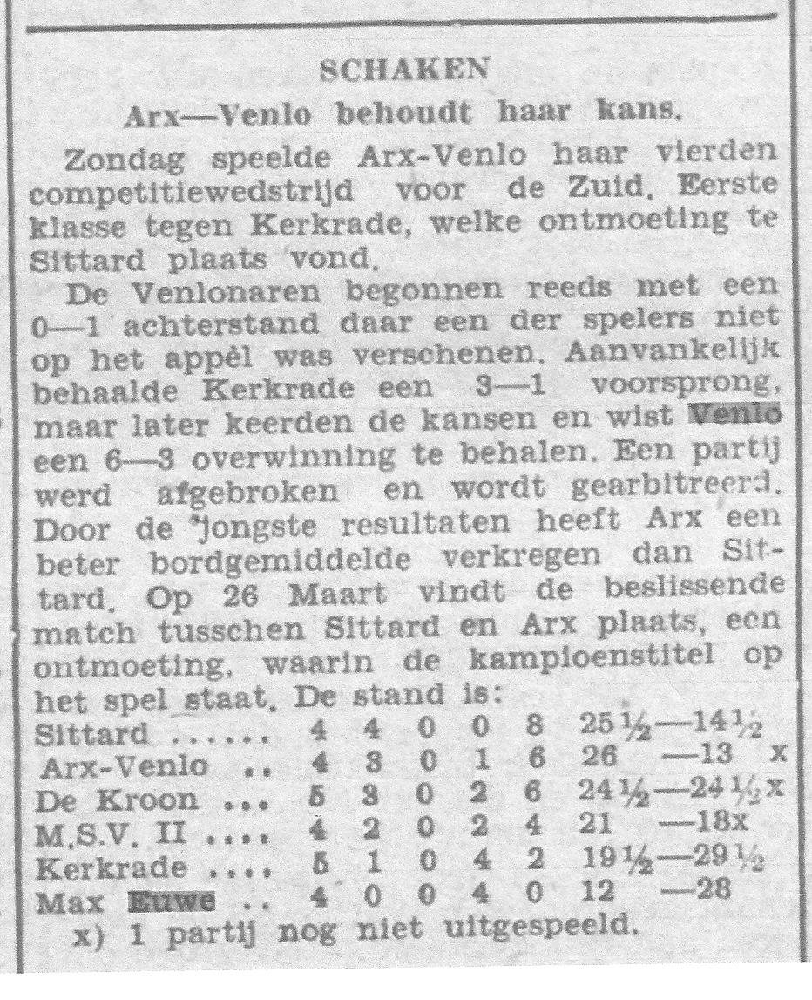 SCHAKEN
Arx—Venlo behoudt haar kans.
Zondag speelde Arx-Venlo haar vierden
competitiewedstrijd voor de Zuid. Eerste
klasse tegen Kerkrade, welke ontmoeting te
Sittard plaats vond.
De Venlonaren begonnen reeds met een
0—1 achterstand daar een der spelers niet
op het appèl was verschenen. Aanvankelijk
behaalde Kerkrade een 3—1 voorsprong,
maar later keerden de kansen en wist Venlo
een 6—3 overwinning te behalen. Een partij
werd afgebroken en wordt gearbitreerd.
Door de jongste resultaten heeft Arx een
beter bordgemiddelde verkregen dan Sit-
tard. Op 26 Maart vindt de beslissende
match tusschen Sittard en Arx plaats, een
ontmoeting, waarin de kampioenstitel op
het spel staat. De stand is:
Sittard ...... 4 4 0 0 8 25½—14½
Arx-Venlo .. 4 3 0 1 6 26 —13 x
De Kroon ... 5 3 0 2 6 24½—24½x
M.S.V. II .... 4 2 0 2 4 21 —18x
Kerkrade .... 5 1 0 4 2 19½—29½
Max Euwe .. 4 0 0 4 0 12 —28
x) 1 partij nog niet uitgespeeld.